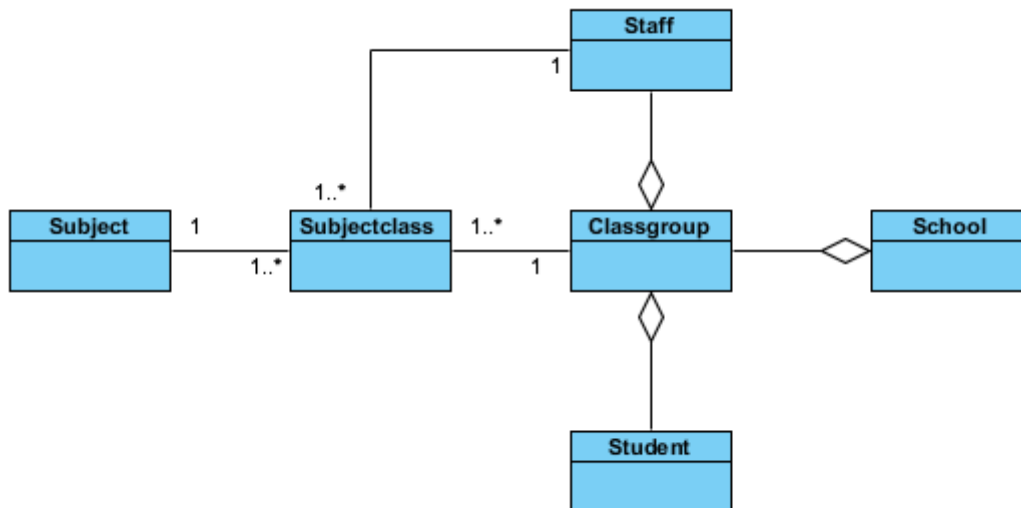 Staff
1
1..*
Subject
1
1..*
Subjectclass
1..*
1
Classgroup
School
Student